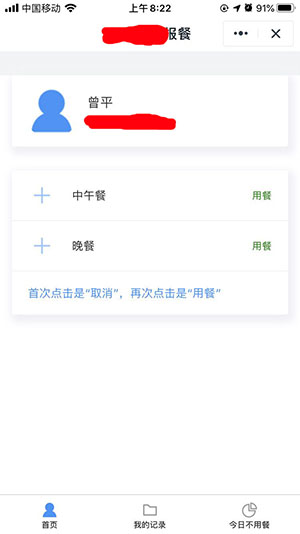 中国移动
上午8:22
91%
报餐
曾平
中午餐
用餐
晚餐
用餐
首次点击是“取消”，再次点击是“用餐”
首页
我的记录
今日不用餐